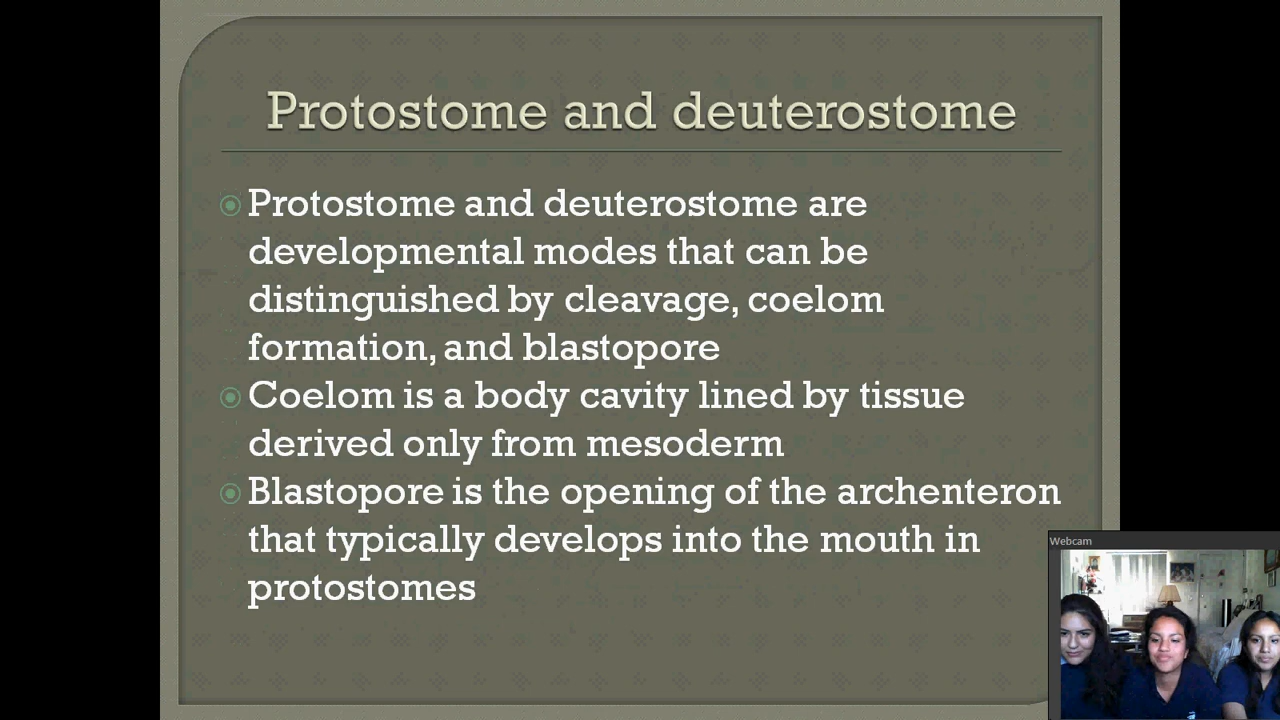 Protostome and deuterostome
Protostome and deuterostome are
developmental modes that can be
distinguished by cleavage, coelom
formation, and blastopore
Coelom is a body cavity lined by tissue
derived only from mesoderm
Blastopore is the opening of the archenteron
that typically develops into the mouth in
protostomes
Webcam